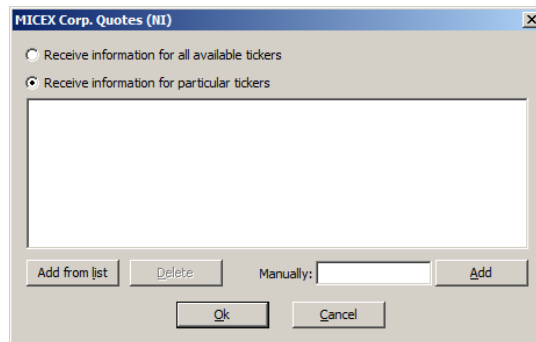 MICEX Corp. Quotes (NI)
Receive information for all available tickers
Receive information for particular tickers
Add from list Delete Manually: Add
Ok Cancel